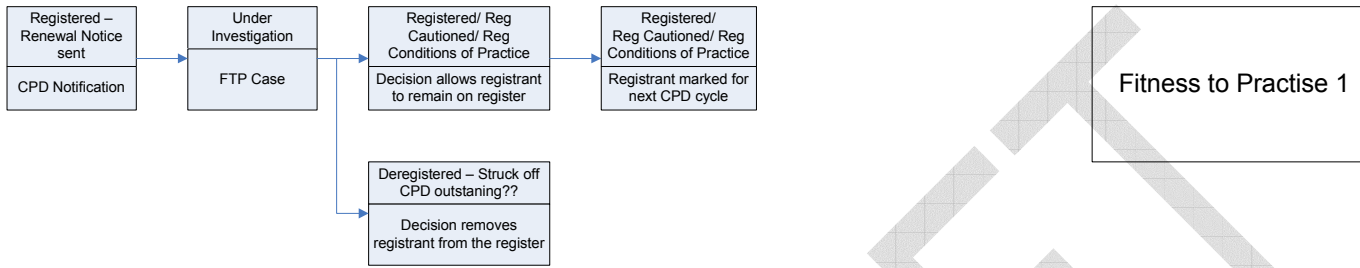 Registered –
Renewal Notice
sent
CPD Notification
Under
Investigation
FTP Case
Registered/ Reg
Cautioned/ Reg
Conditions of Practice
Decision allows registrant
to remain on register
Registered/
Reg Cautioned/ Reg
Conditions of Practice
Registrant marked for
next CPD cycle
Fitness to Practise 1
Deregistered – Struck off
CPD outstaning??
Decision removes
registrant from the register